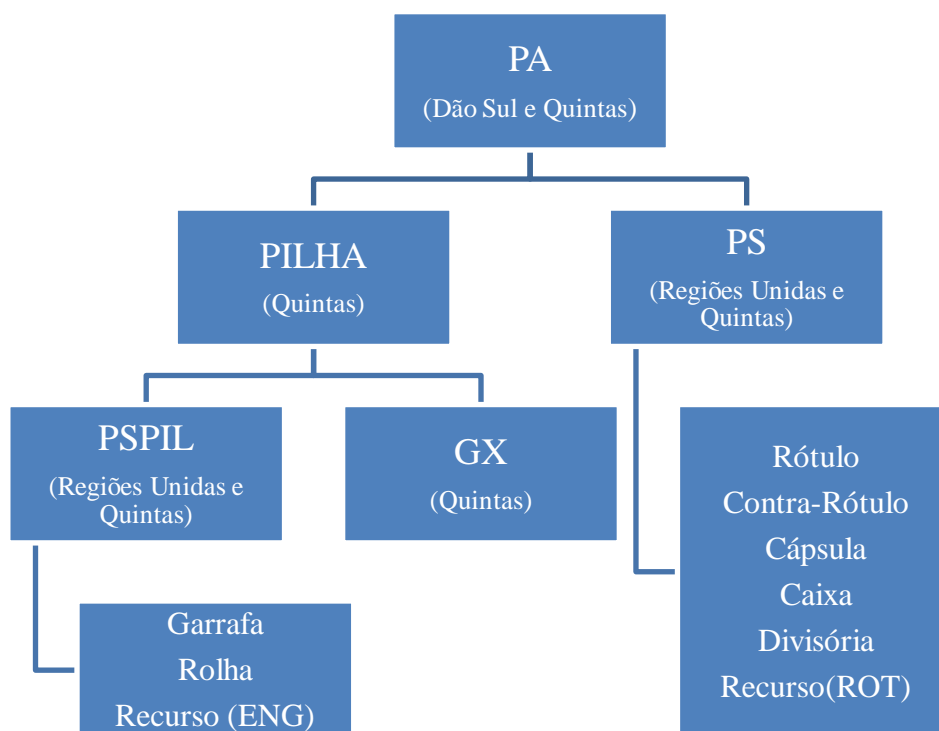 PA
(Dão Sul e Quintas)
PILHA
(Quintas)
PS
(Regiões Unidas e
Quintas)
PSPIL
(Regiões Unidas e
Quintas)
GX
(Quintas)
Rótulo
Contra-Rótulo
Cápsula
Caixa
Divisória
Recurso(ROT)
Garrafa
Rolha
Recurso (ENG)